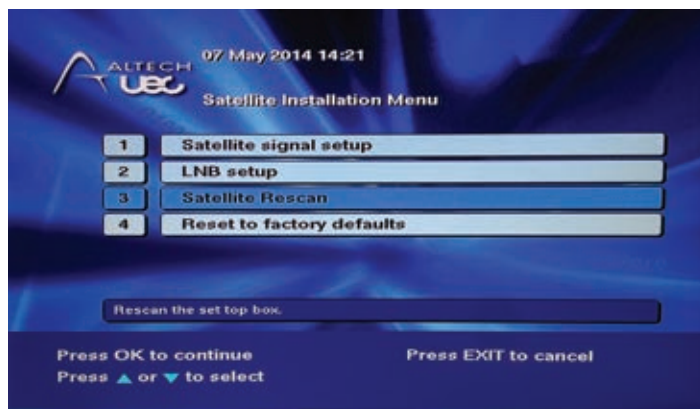 ALTECH
UEC
07 May 2014 14:21
Satellite Installation Menu
1 Satellite signal setup
2 LNB setup
3 Satellite Rescan
4 Reset to factory defaults
Rescan the set top box.
Press OK to continue
Press EXIT to cancel
Press ▲ or ▼ to select